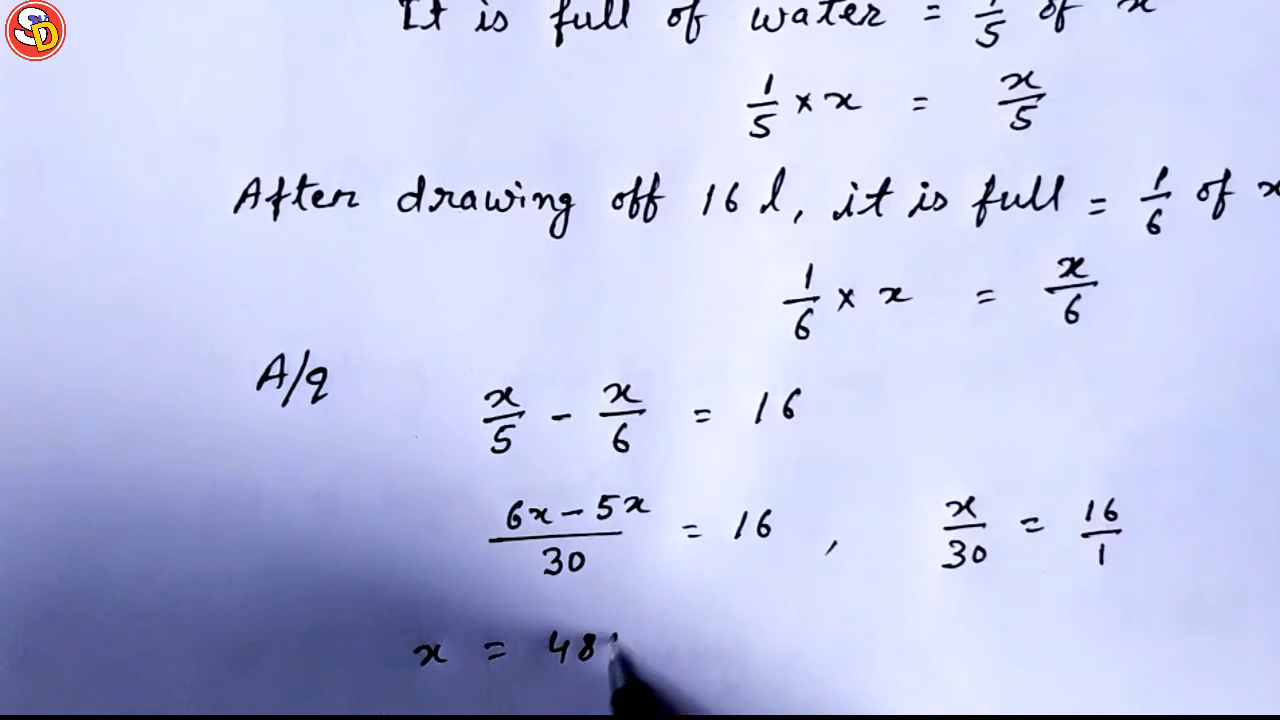 SD
It is full of water = 1/5 of x
1/5 × x = x/5
After drawing off 16 l, it is full = 1/6 of x
1/6 × x = x/6
A/q
x/5 - x/6 = 16
6x - 5x/30 = 16 , x/30 = 16/1
x = 48